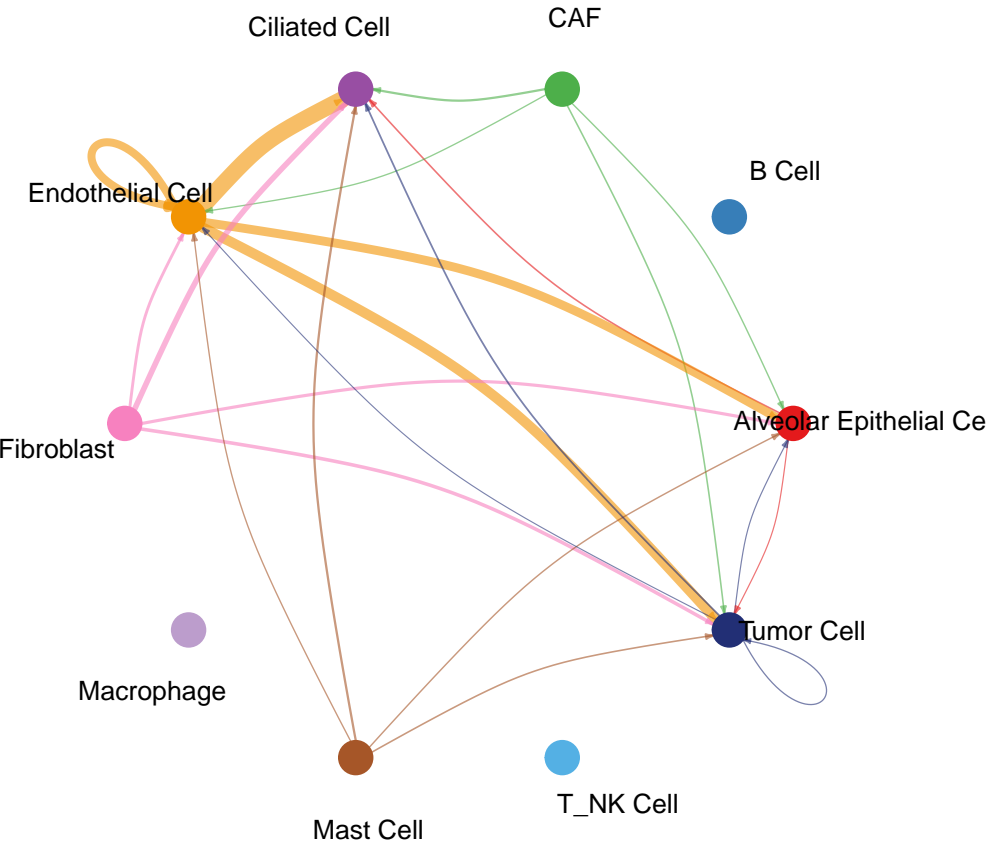 CAF
Ciliated Cell
B Cell
Endothelial Cell
Alveolar Epithelial Ce
Fibroblast
Tumor Cell
Macrophage
T_NK Cell
Mast Cell